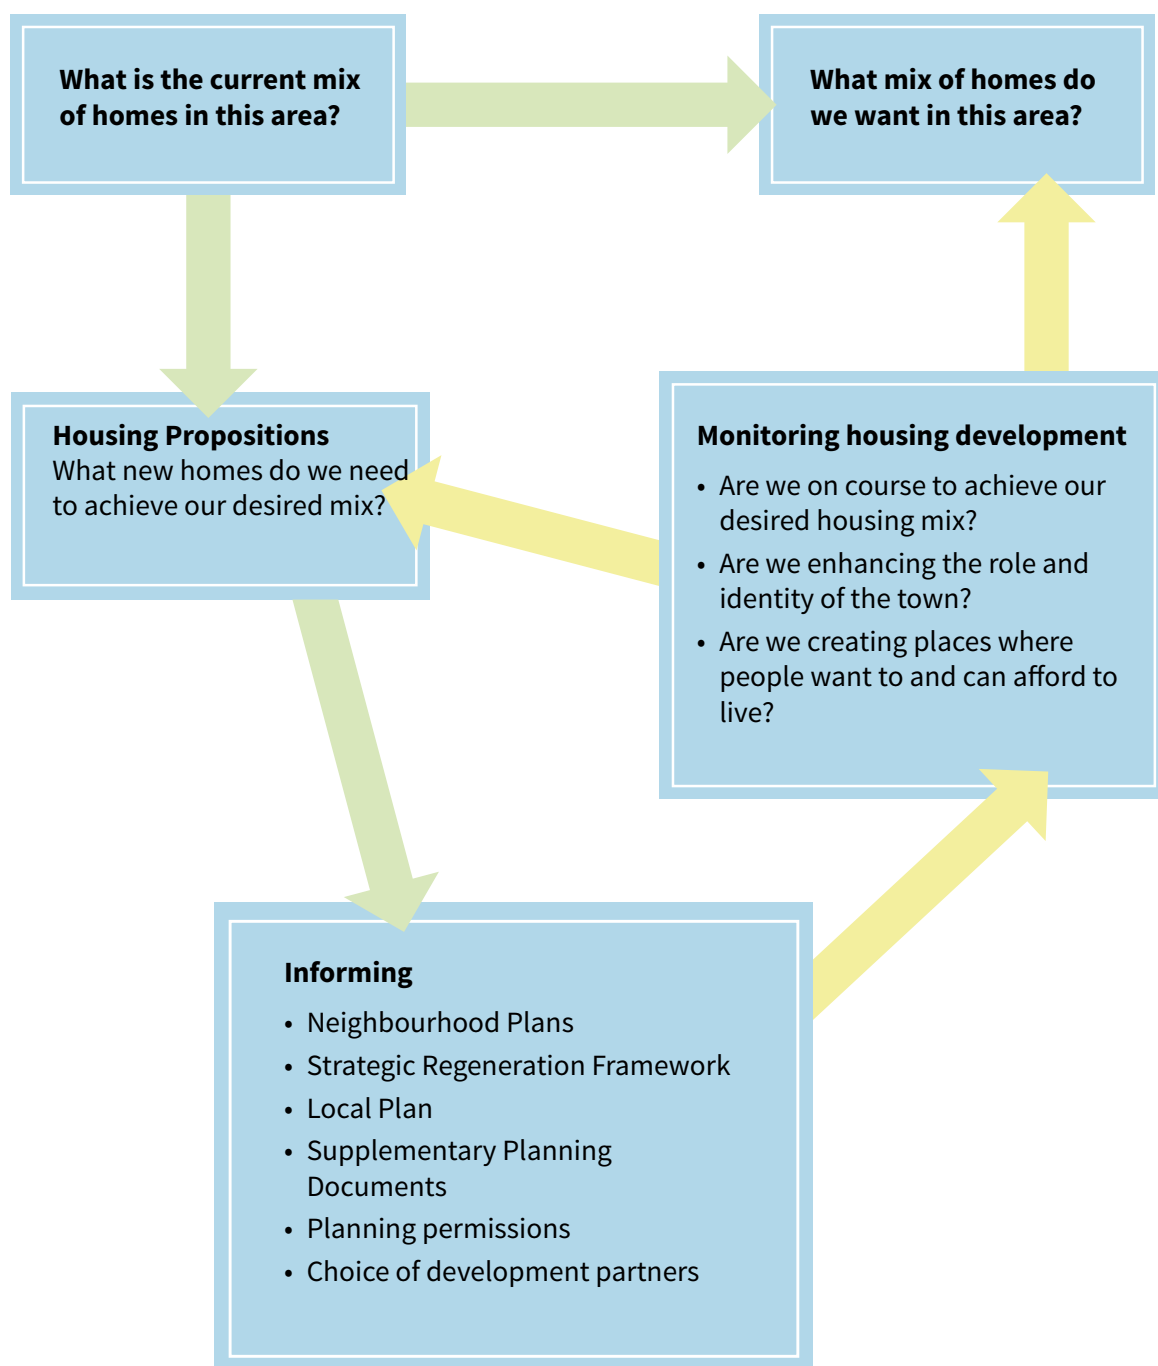 What is the current mix
of homes in this area?
What mix of homes do
we want in this area?
Housing Propositions
What new homes do we need
to achieve our desired mix?
Monitoring housing development
• Are we on course to achieve our
desired housing mix?
• Are we enhancing the role and
identity of the town?
• Are we creating places where
people want to and can afford to
live?
Informing
• Neighbourhood Plans
• Strategic Regeneration Framework
• Local Plan
• Supplementary Planning
Documents
• Planning permissions
• Choice of development partners